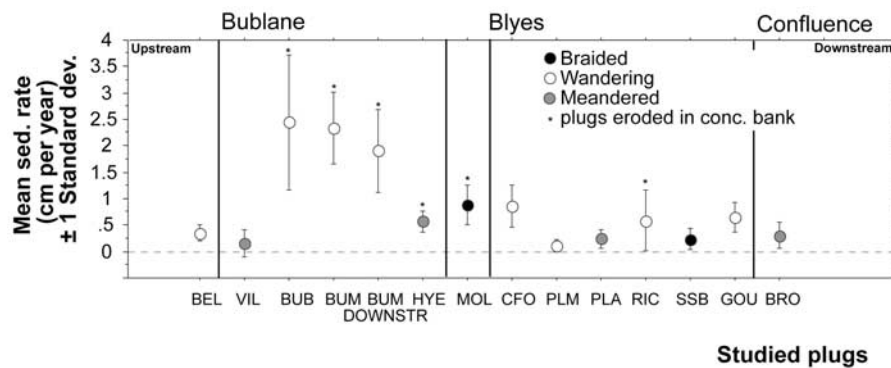 Bublane Blyes Confluence
Upstream Downstream
Mean sed. rate
(cm per year)
± 1 Standard dev.
4
3.5
3
2.5
2
1.5
1
.5
0
Braided
Wandering
Meandered
* plugs eroded in conc. bank
* * * * * *
BEL VIL BUB BUM BUM HYE MOL CFO PLM PLA RIC SSB GOU BRO
DOWNSTR
Studied plugs